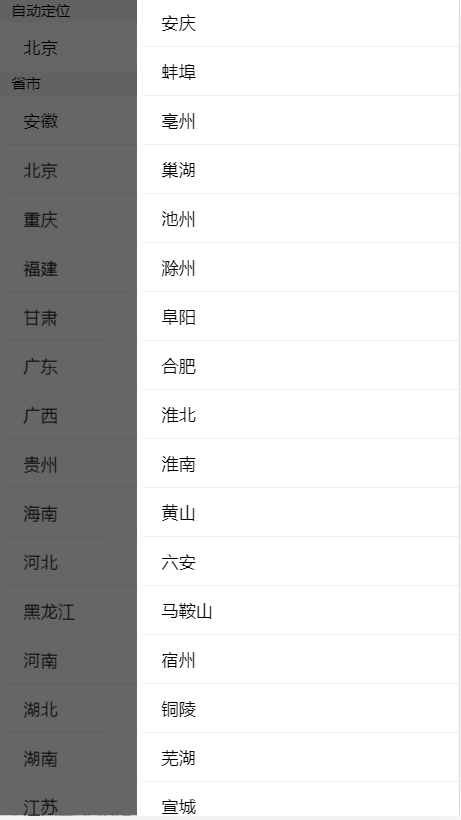 自动定位
北京
省市
安徽
北京
重庆
福建
甘肃
广东
广西
贵州
海南
河北
黑龙江
河南
湖北
湖南
江苏
安庆
蚌埠
亳州
巢湖
池州
滁州
阜阳
合肥
淮北
淮南
黄山
六安
马鞍山
宿州
铜陵
芜湖
宣城